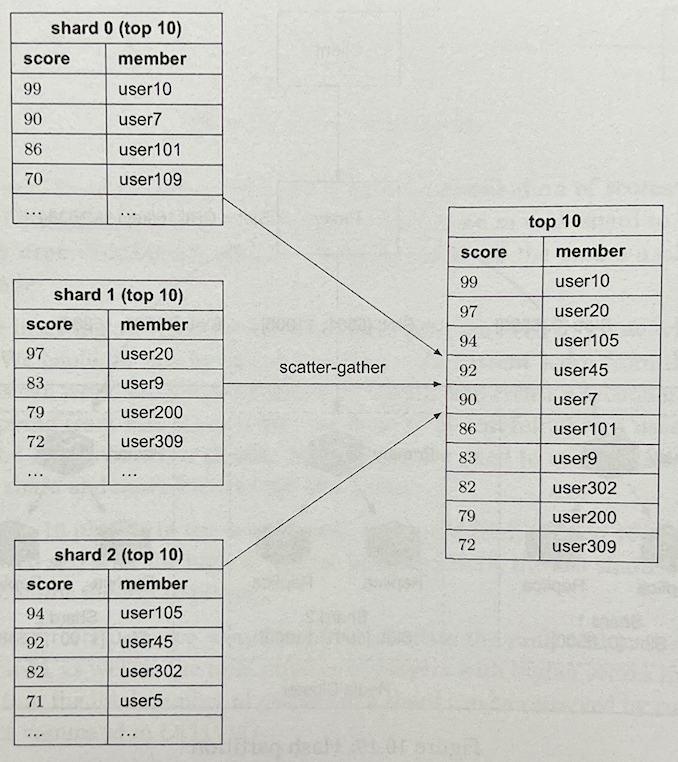 shard 0 (top 10)
score member
99 user10
90 user7
86 user101
70 user109
... ...
shard 1 (top 10)
score member
97 user20
83 user9
79 user200
72 user309
... ...
shard 2 (top 10)
score member
94 user105
92 user45
82 user302
71 user5
...
scatter-gather
top 10
score member
99 user10
97 user20
94 user105
92 user45
90 user7
86 user101
83 user9
82 user302
79 user200
72 user309